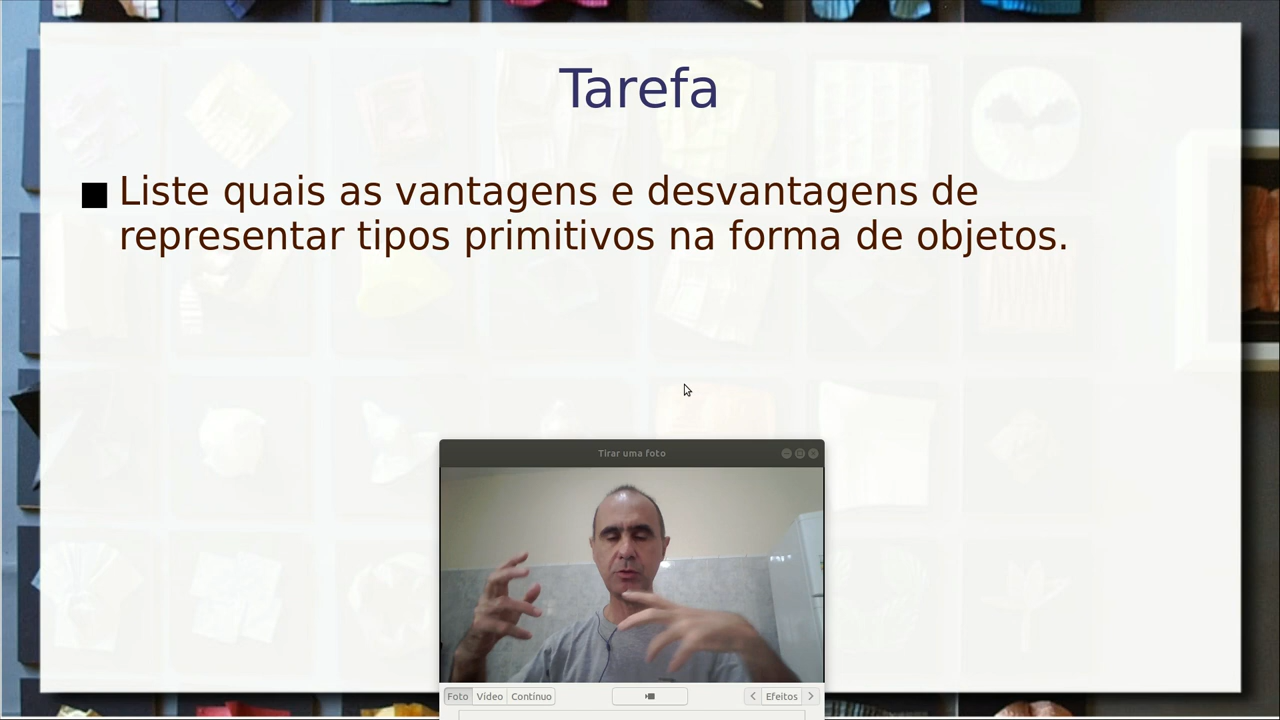 Tarefa
Liste quais as vantagens e desvantagens de
representar tipos primitivos na forma de objetos.
Tirar uma foto
Foto Vídeo Contínuo Efeitos